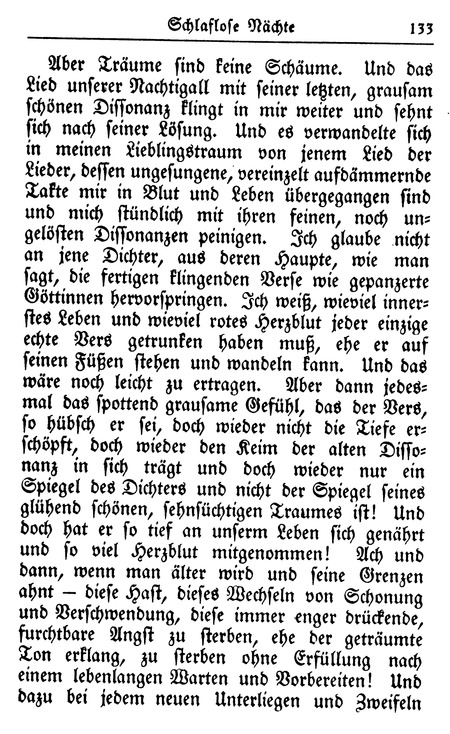 Schlaflose Nächte 133
Aber Träume sind keine Schäume. Und das
Lied unserer Nachtigall mit seiner letzten, grausam
schönen Dissonanz klingt in mir weiter und sehnt
sich nach seiner Lösung. Und es verwandelte sich
in meinen Lieblingstraum von jenem Lied der
Lieder, dessen ungesungene, vereinzelt aufdämmernde
Takte mir in Blut und Leben übergegangen sind
und mich stündlich mit ihren feinen, noch un-
gelösten Dissonanzen peinigen. Ich glaube nicht
an jene Dichter, aus deren Haupte, wie man
sagt, die fertigen klingenden Verse wie gepanzerte
Göttinnen hervorspringen. Ich weiß, wieviel inner-
stes Leben und wieviel rotes Herzblut jeder einzige
echte Vers getrunken haben muß, ehe er auf
seinen Füßen stehen und wandeln kann. Und das
wäre noch leicht zu ertragen. Aber dann jedes-
mal das spottend grausame Gefühl, das der Vers,
so hübsch er sei, doch wieder nicht die Tiefe er-
schöpft, doch wieder den Keim der alten Disso-
nanz in sich trägt und doch wieder nur ein
Spiegel des Dichters und nicht der Spiegel seines
glühend schönen, sehnsüchtigen Traumes ist! Und
doch hat er so tief an unserm Leben sich genährt
und so viel Herzblut mitgenommen! Ach und
dann, wenn man älter wird und seine Grenzen
ahnt — diese Hast, dieses Wechseln von Schonung
und Verschwendung, diese immer enger drückende,
furchtbare Angst zu sterben, ehe der geträumte
Ton erklang, zu sterben ohne Erfüllung nach
einem lebenlangen Warten und Vorbereiten! Und
dazu bei jedem neuen Unterliegen und Zweifeln